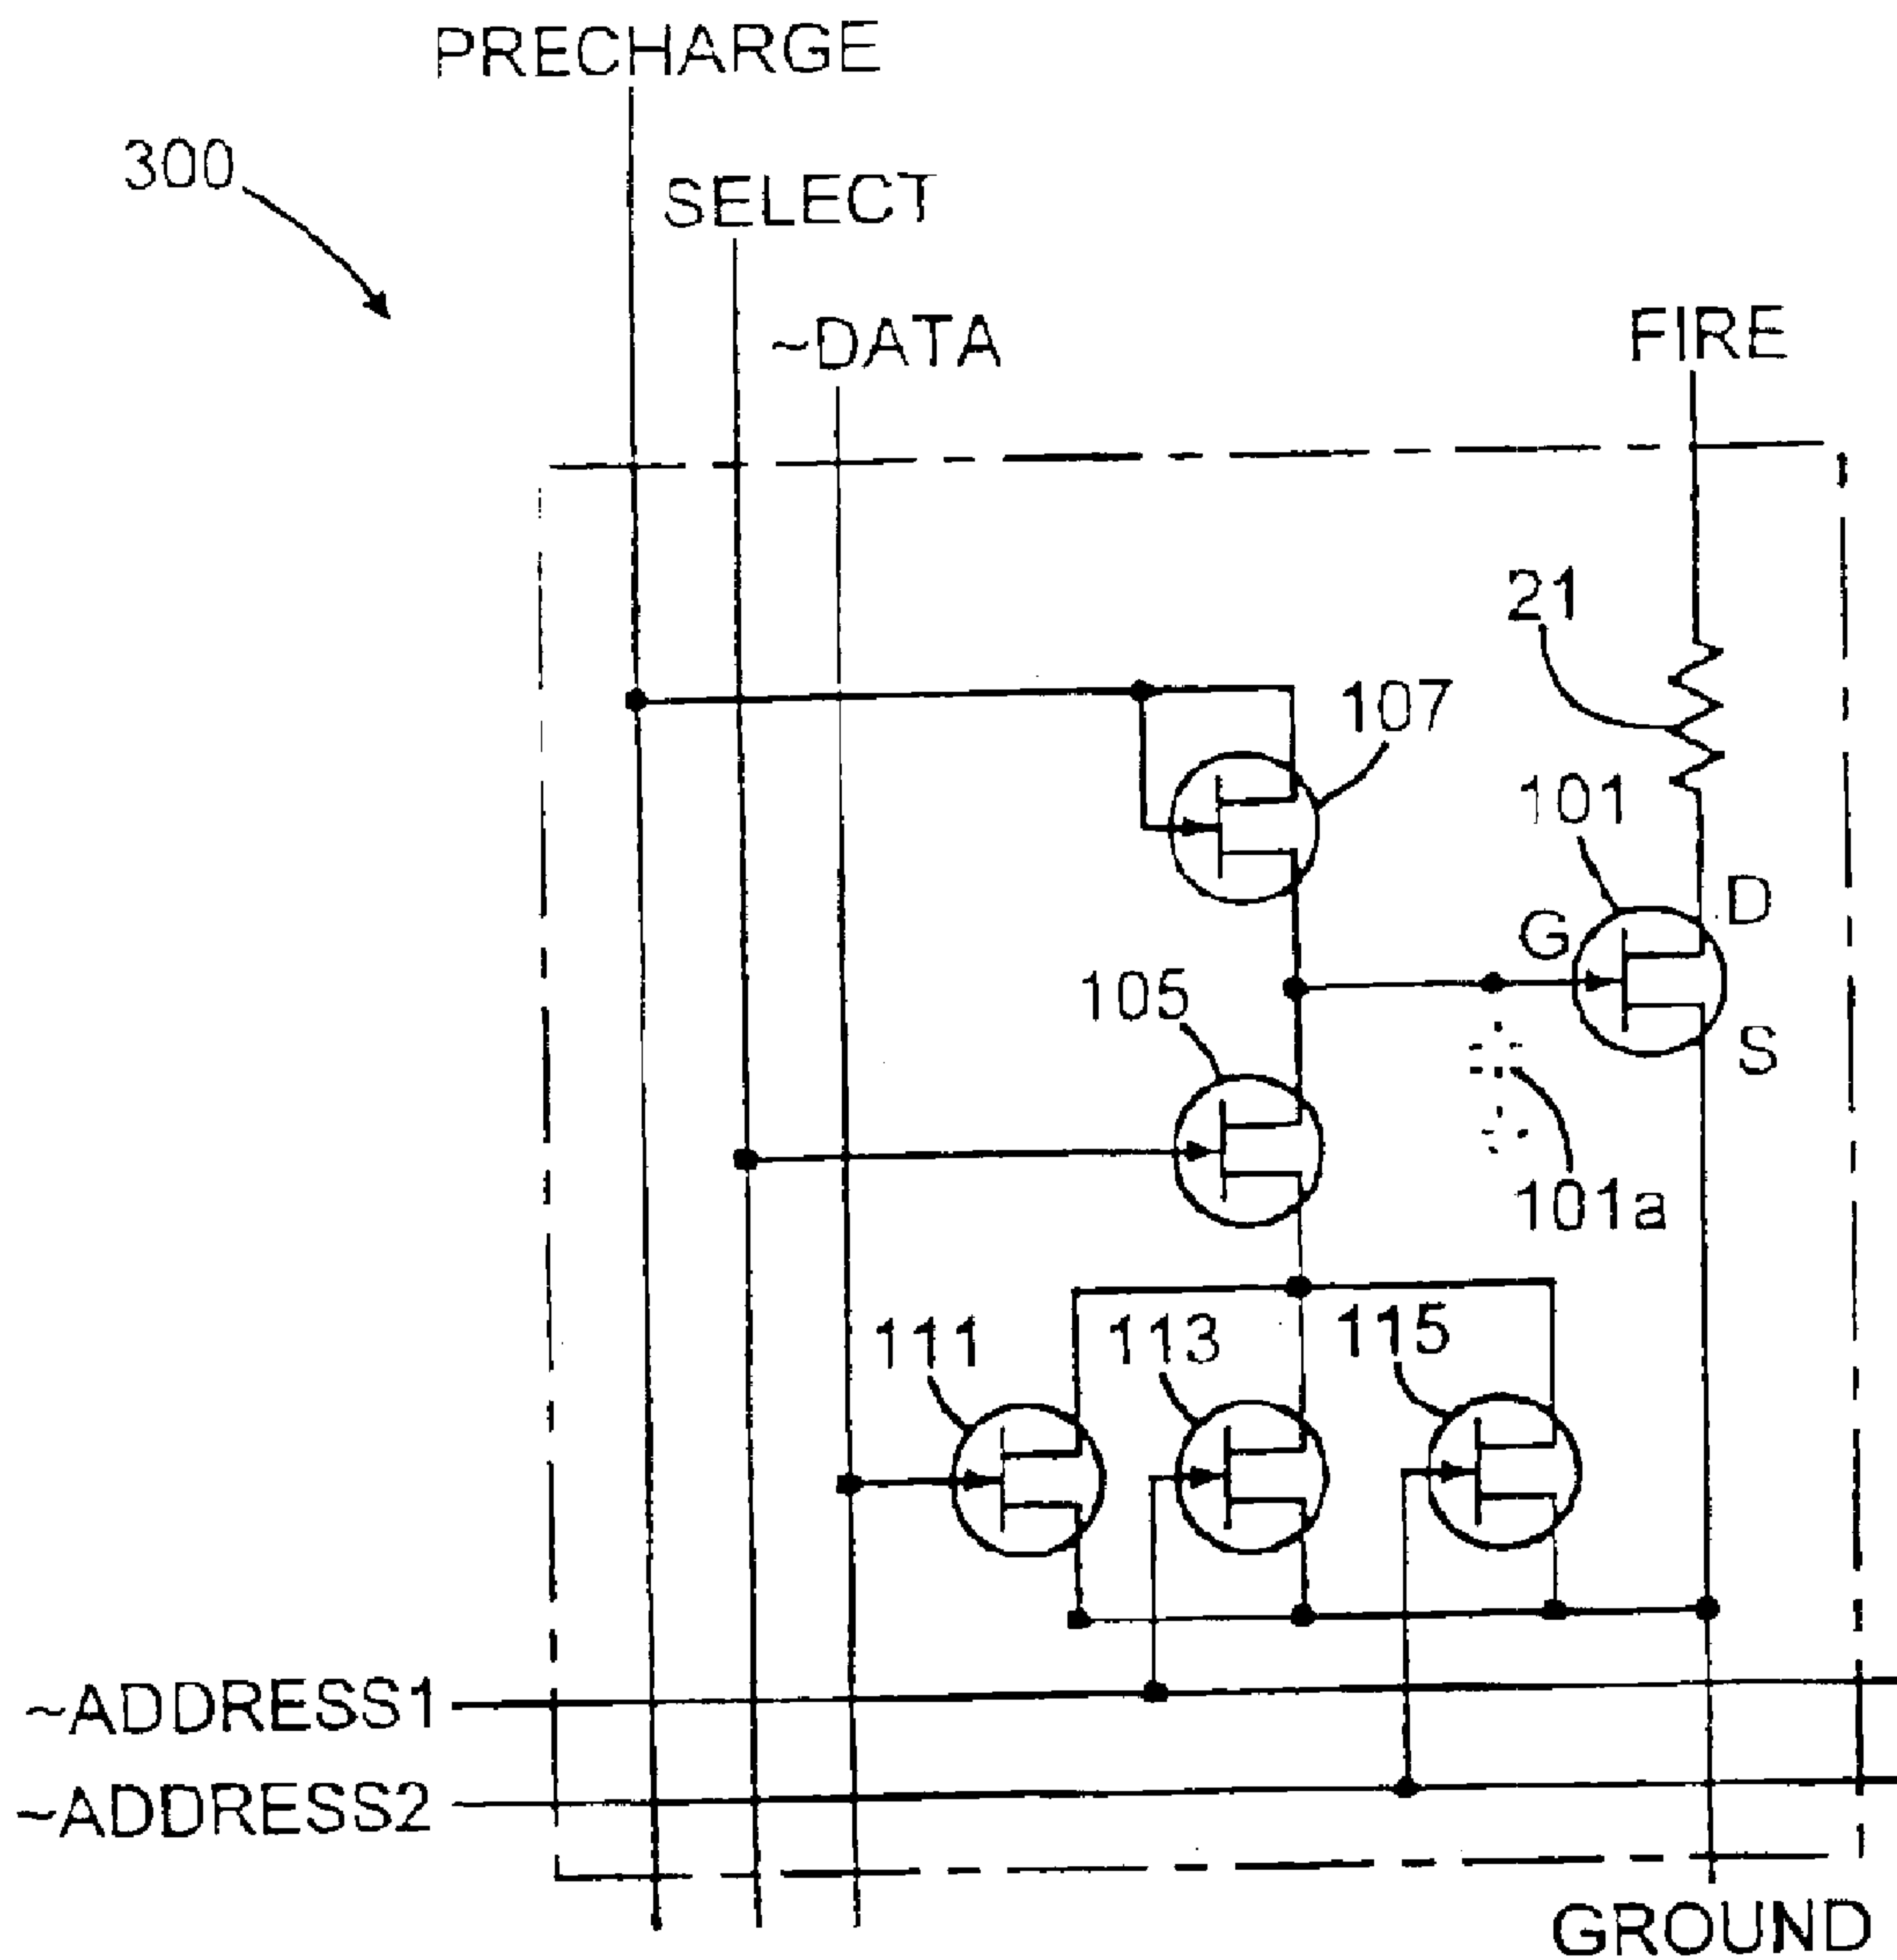 PRECHARGE
300
SELECT
~DATA
FIRE
21
107
101
D
G
105
S
101a
111
113
115
~ADDRESS1
~ADDRESS2
GROUND